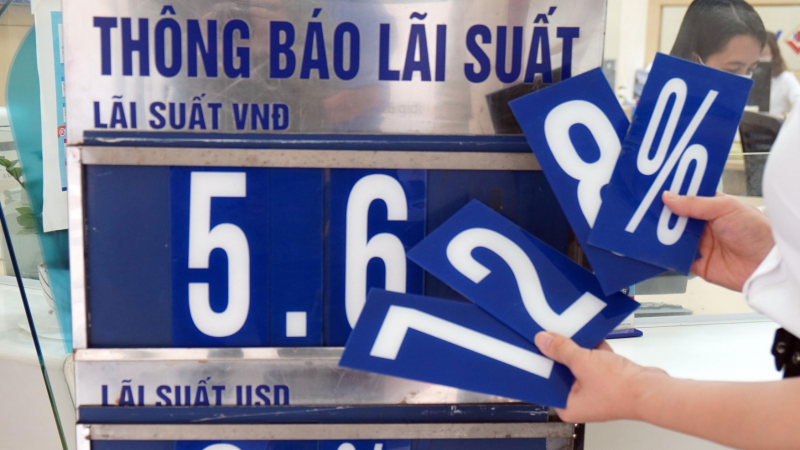 THÔNG BÁO LÃI SUẤT
LÃI SUẤT VNĐ
5.6
8 %
2
7
LÃI SUẤT USD